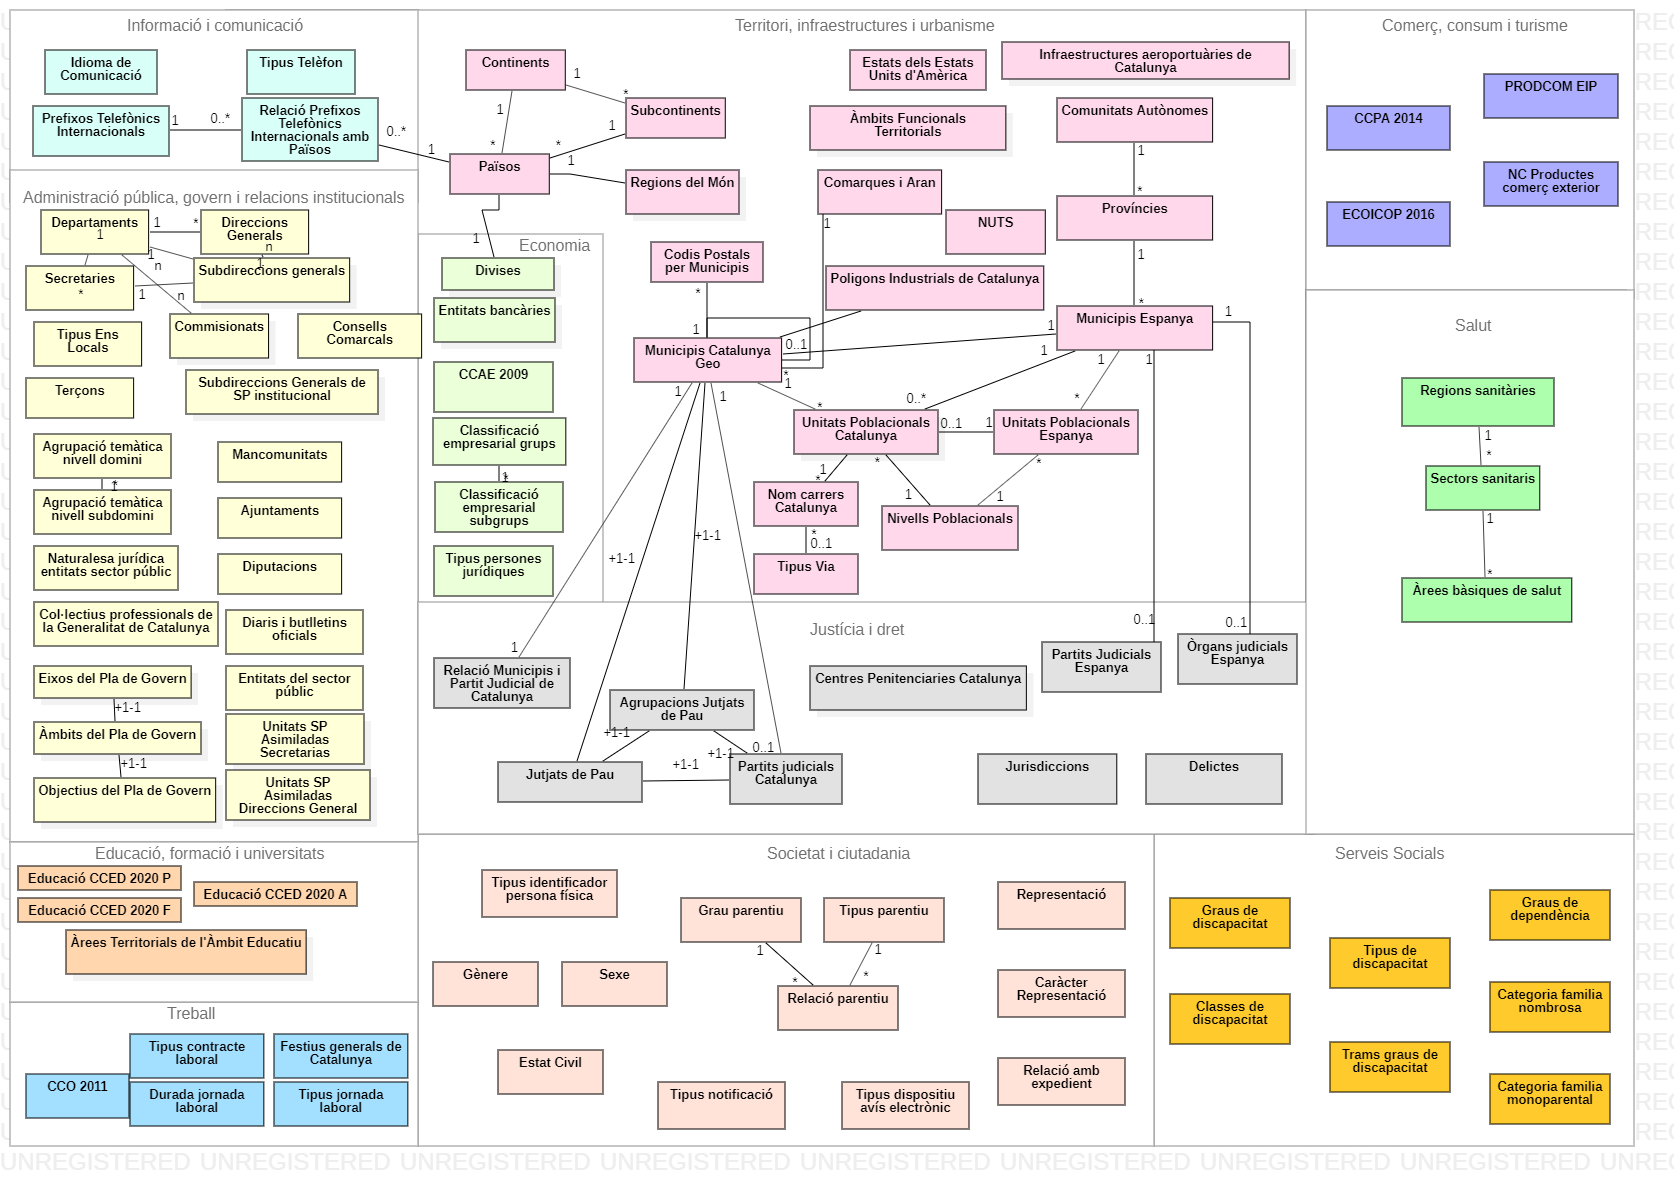 Informació i comunicació
Idioma de
Comunicació
Tipus Telèfon
Prefixos Telefònics
Internacionals
1
0..*
Relació Prefixos
Telefònics
Internacionals amb
Països
0..*
1
Administració pública, govern i relacions institucionals
Departaments
1
1
*
Direccions
Generals
n
1
1
n
Secretaries
*
1
Subdireccions generals
n
Tipus Ens
Locals
Commisionats
Consells
Comarcals
Terçons
Subdireccions Generals de
SP institucional
Agrupació temàtica
nivell domini
1
*
Agrupació temàtica
nivell subdomini
Mancomunitats
Ajuntaments
Naturalesa jurídica
entitats sector públic
Diputacions
Col·lectius professionals de
la Generalitat de Catalunya
Diaris i butlletins
oficials
Eixos del Pla de Govern
+1-1
Àmbits del Pla de Govern
+1-1
Objectius del Pla de Govern
Entitats del sector
públic
Unitats SP
Asimiladas
Secretarias
Unitats SP
Asimiladas
Direccions General
Educació, formació i universitats
Educació CCED 2020 P
Educació CCED 2020 A
Educació CCED 2020 F
Àrees Territorials de l'Àmbit Educatiu
Treball
Tipus contracte
laboral
Festius generals de
Catalunya
CCO 2011
Durada jornada
laboral
Tipus jornada
laboral
Territori, infraestructures i urbanisme
Continents
1
*
1
*
Subcontinents
1
*
Països
1
Regions del Món
1
Estats dels Estats
Units d'Amèrica
Infraestructures aeroportuàries de
Catalunya
Àmbits Funcionals
Territorials
Comunitats Autònomes
1
*
Comarques i Aran
1
NUTS
Províncies
1
*
Codis Postals
per Municipis
*
1
Poligons Industrials de Catalunya
Municipis Espanya
1
1
1
1
1
Municipis Catalunya
Geo
0..1
*
1
1
1
*
0..*
*
Unitats Poblacionals
Catalunya
0..1
1
Unitats Poblacionals
Espanya
1
*
*
*
Nom carrers
Catalunya
*
0..1
Tipus Via
1
1
Nivells Poblacionals
Economia
Divises
Entitats bancàries
CCAE 2009
Classificació
empresarial grups
1
*
Classificació
empresarial
subgrups
Tipus persones
jurídiques
+1-1
+1-1
Justícia i dret
1
Relació Municipis i
Partit Judicial de
Catalunya
Agrupacions Jutjats
de Pau
+1-1
+1-1
0..1
Jutjats de Pau
+1-1
Partits judicials
Catalunya
Centres Penitenciaries Catalunya
0..1
Partits Judicials
Espanya
0..1
Òrgans judicials
Espanya
Jurisdiccions
Delictes
Comerç, consum i turisme
PRODCOM EIP
CCPA 2014
NC Productes
comerç exterior
ECOICOP 2016
Salut
Regions sanitàries
1
*
Sectors sanitaris
1
*
Àrees bàsiques de salut
Societat i ciutadania
Tipus identificador
persona física
Grau parentiu
1
Tipus parentiu
1
*
*
Relació parentiu
Representació
Gènere
Sexe
Caràcter
Representació
Estat Civil
Tipus notificació
Tipus dispositiu
avís electrònic
Relació amb
expedient
Serveis Socials
Graus de
discapacitat
Graus de
dependència
Tipus de
discapacitat
Classes de
discapacitat
Categoria familia
nombrosa
Trams graus de
discapacitat
Categoria familia
monoparental
UNREGISTERED UNREGISTERED UNREGISTERED UNREGISTERED UNREGISTERED UNREGISTERED UNREGISTERED UNREGISTERED